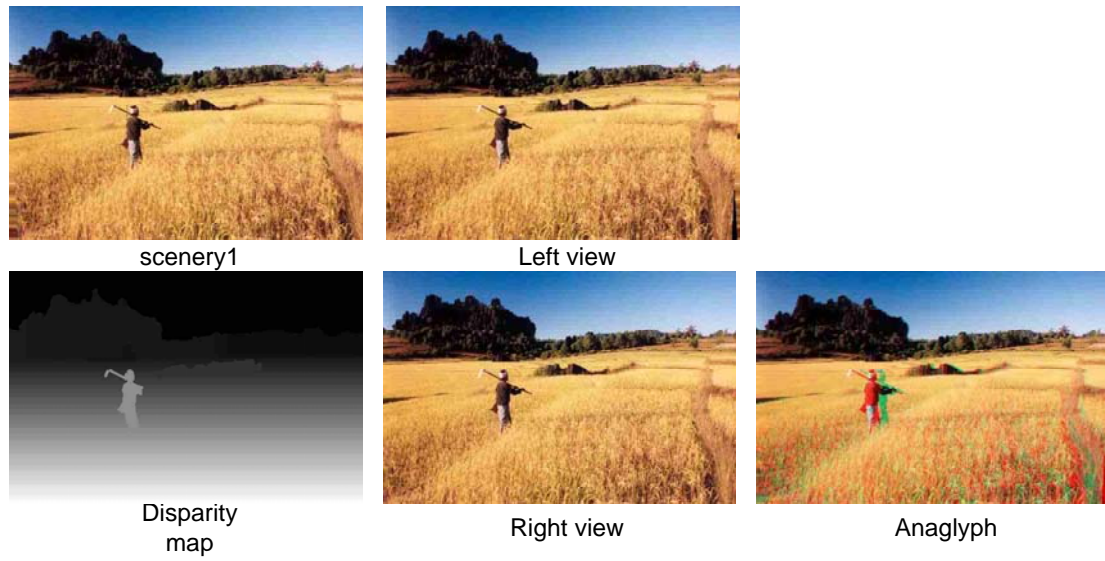 scenery1
Left view
Disparity
map
Right view
Anaglyph